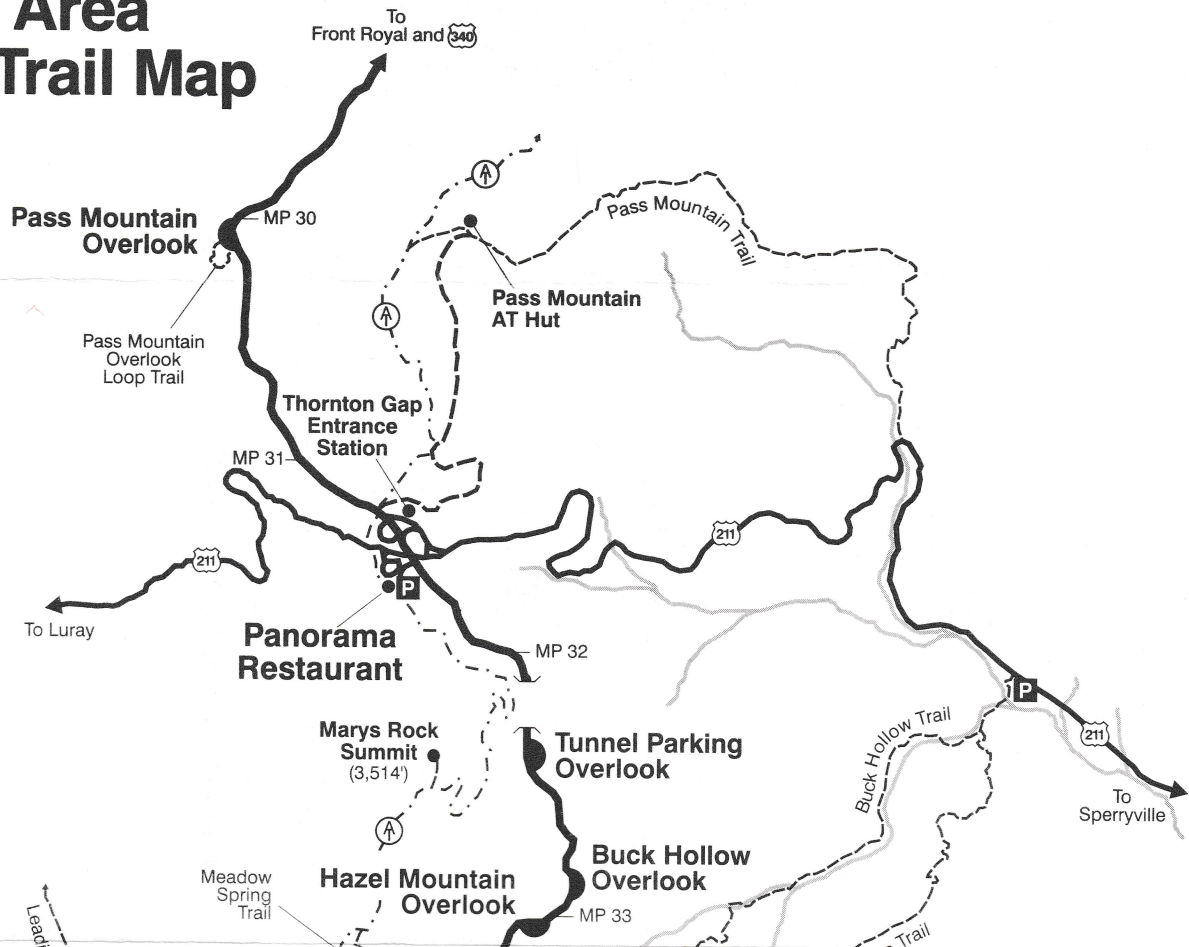 Area
Trail Map
To
Front Royal and 340
Pass Mountain
Overlook
MP 30
Pass Mountain Trail
Pass Mountain
AT Hut
Pass Mountain
Overlook
Loop Trail
Thornton Gap
Entrance
Station
MP 31
211
211
To Luray
P
Panorama
Restaurant
MP 32
P
Marys Rock
Summit
(3,514')
Tunnel Parking
Overlook
Buck Hollow Trail
211
To
Sperryville
Buck Hollow
Overlook
Meadow
Spring
Trail
Hazel Mountain
Overlook
MP 33
T
Trail